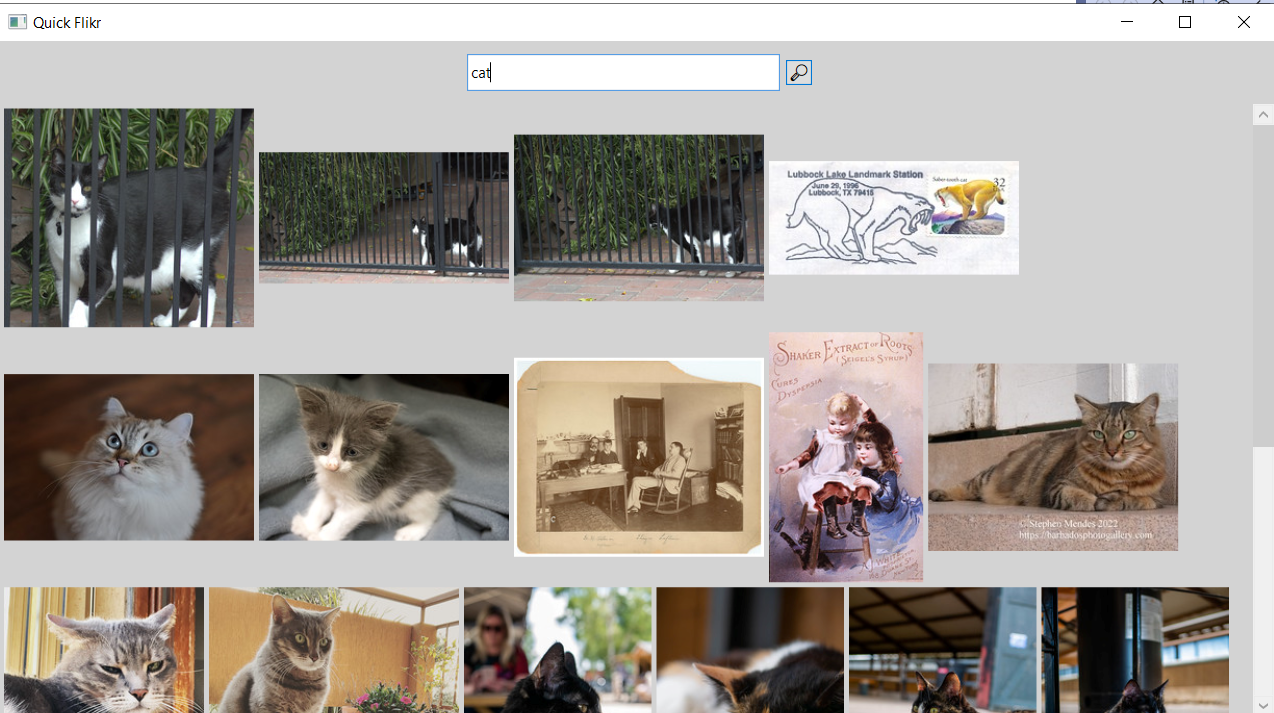 Quick Flikr
cat
Lubbock Lake Landmark Station
June 29, 1996
Lubbock, TX 79415
Saber-tooth cat
32
SHAKER EXTRACT OF ROOTS
(SEIGEL'S SYRUP)
CURES
DYSPEPSIA
© Stephen Mendes 2022
https://barbadosphotogallery.com